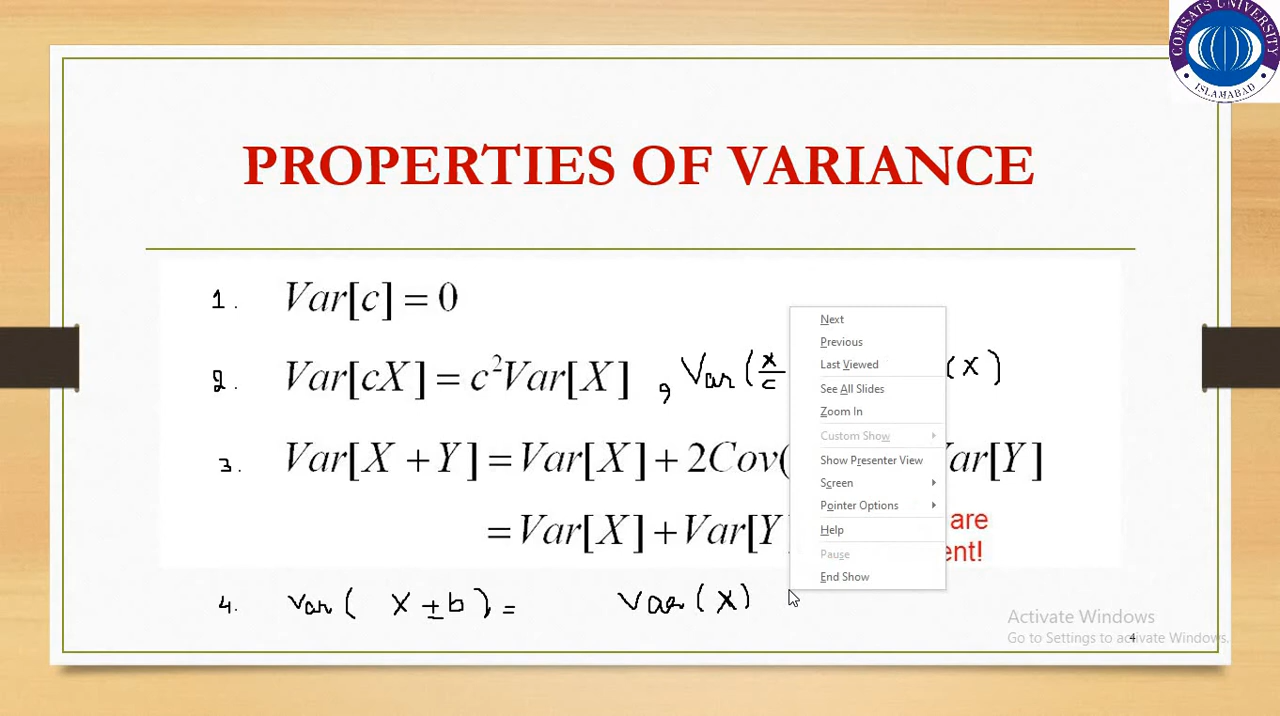 COMSATS UNIVERSITY
ISLAMABAD
PROPERTIES OF VARIANCE
1. Var[c] = 0
2. Var[cX] = c²Var[X] , Var(x/c (x)
3. Var[X + Y] = Var[X] + 2Cov( Var[Y]
= Var[X] + Var[Y] are
ent!
4. var( X ± b ) = var(x)
Next
Previous
Last Viewed
See All Slides
Zoom In
Custom Show
Show Presenter View
Screen
Pointer Options
Help
Pause
End Show
Activate Windows
Go to Settings to activate Windows.
4